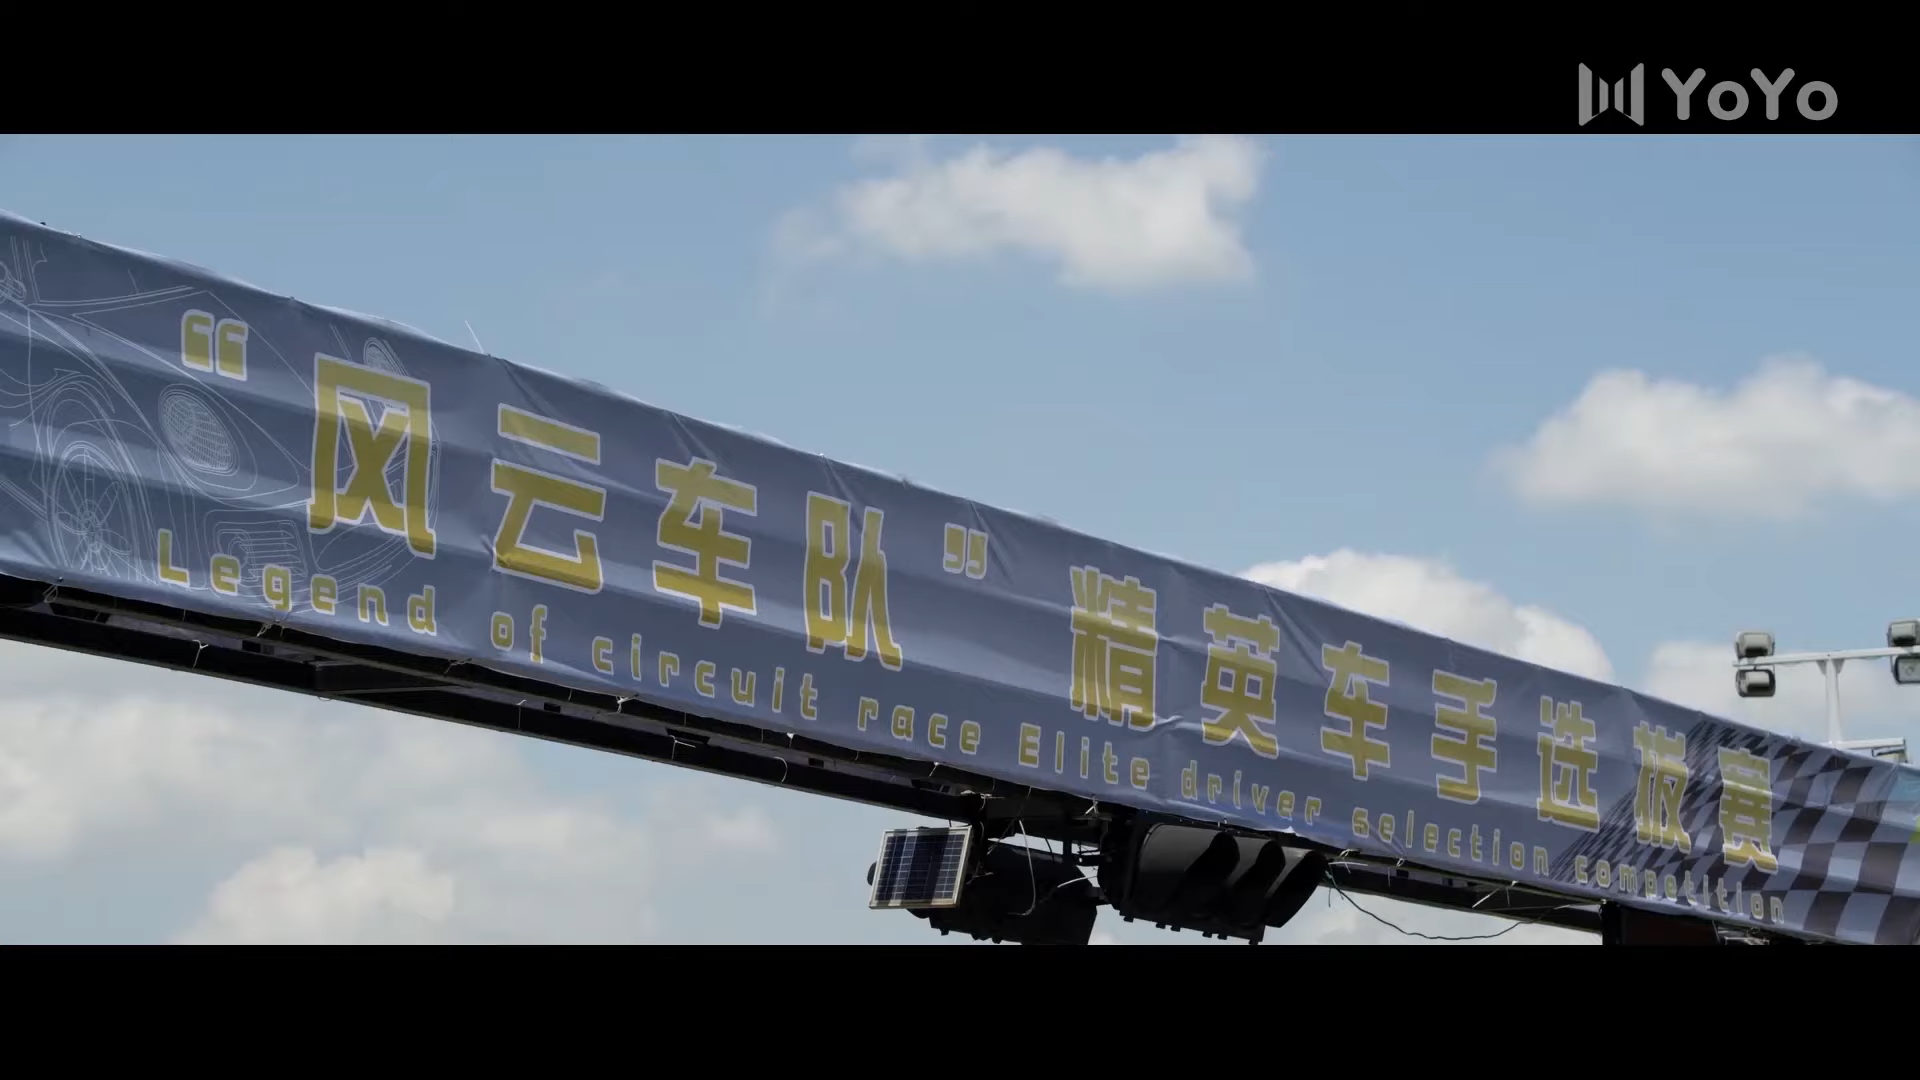 YoYo
“风云车队”精英车手选拔赛
Legend of circuit race Elite driver selection competition